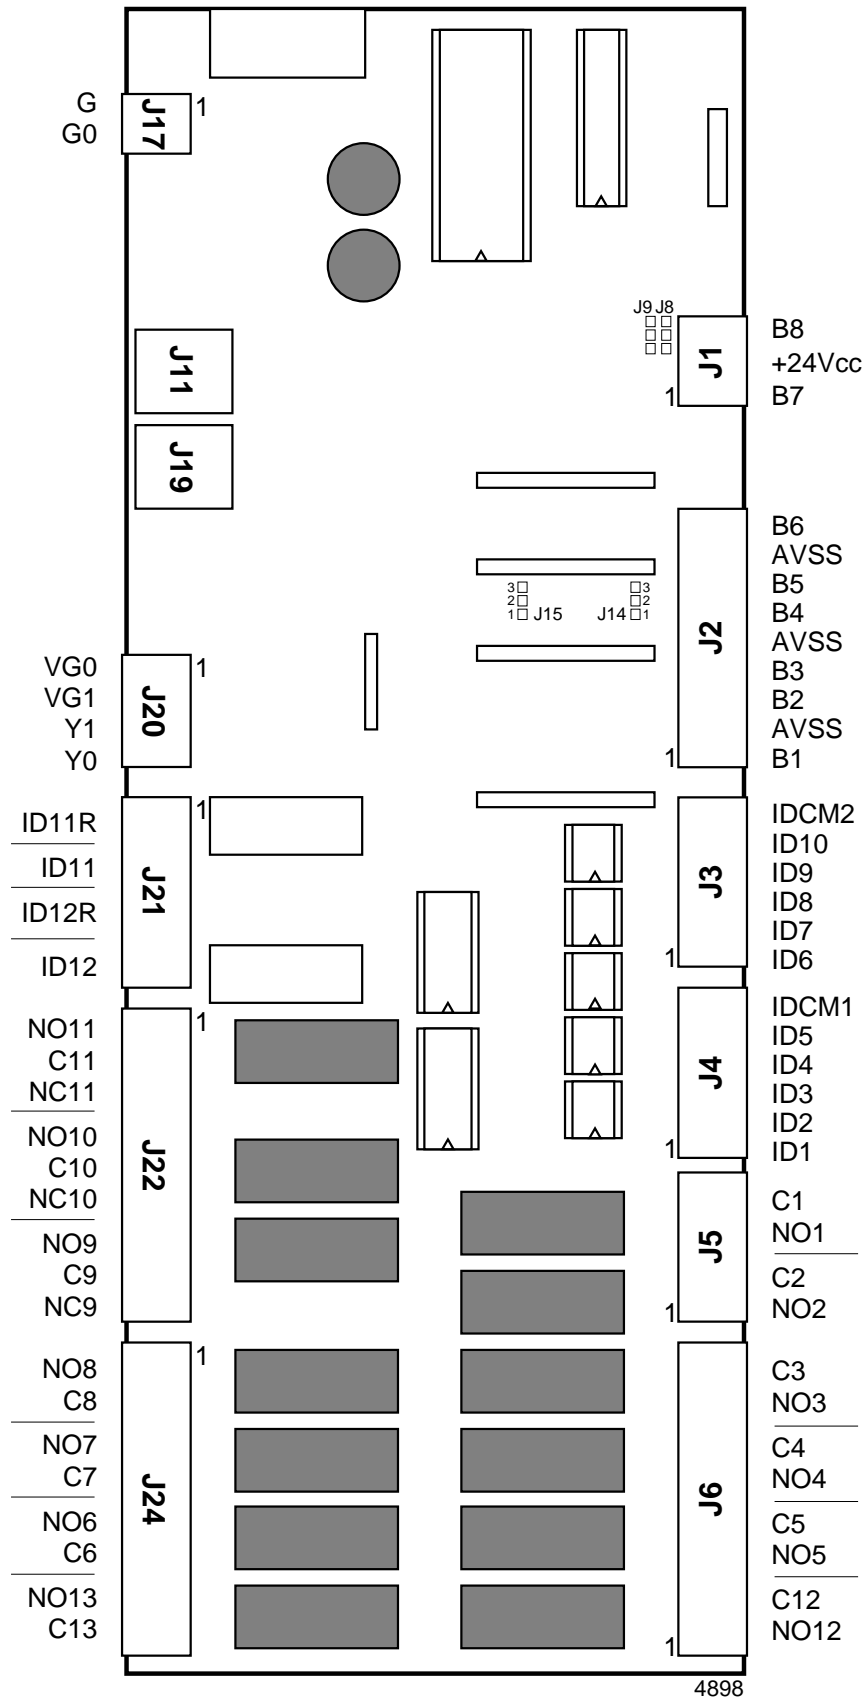 G
G0
J17
1
J9 J8
J1
1
B8
+24Vcc
B7
J11
J19
B6
AVSS
B5
B4
AVSS
B3
B2
AVSS
B1
J2
1
3
2
1 J15
3
2
J14 1
VG0
VG1
Y1
Y0
J20
1
ID11R
ID11
ID12R
ID12
J21
1
IDCM2
ID10
ID9
ID8
ID7
ID6
J3
1
IDCM1
ID5
ID4
ID3
ID2
ID1
J4
1
NO11
C11
NC11
NO10
C10
NC10
NO9
C9
NC9
J22
1
C1
NO1
C2
NO2
J5
1
NO8
C8
NO7
C7
NO6
C6
NO13
C13
J24
1
C3
NO3
C4
NO4
C5
NO5
C12
NO12
J6
1
4898